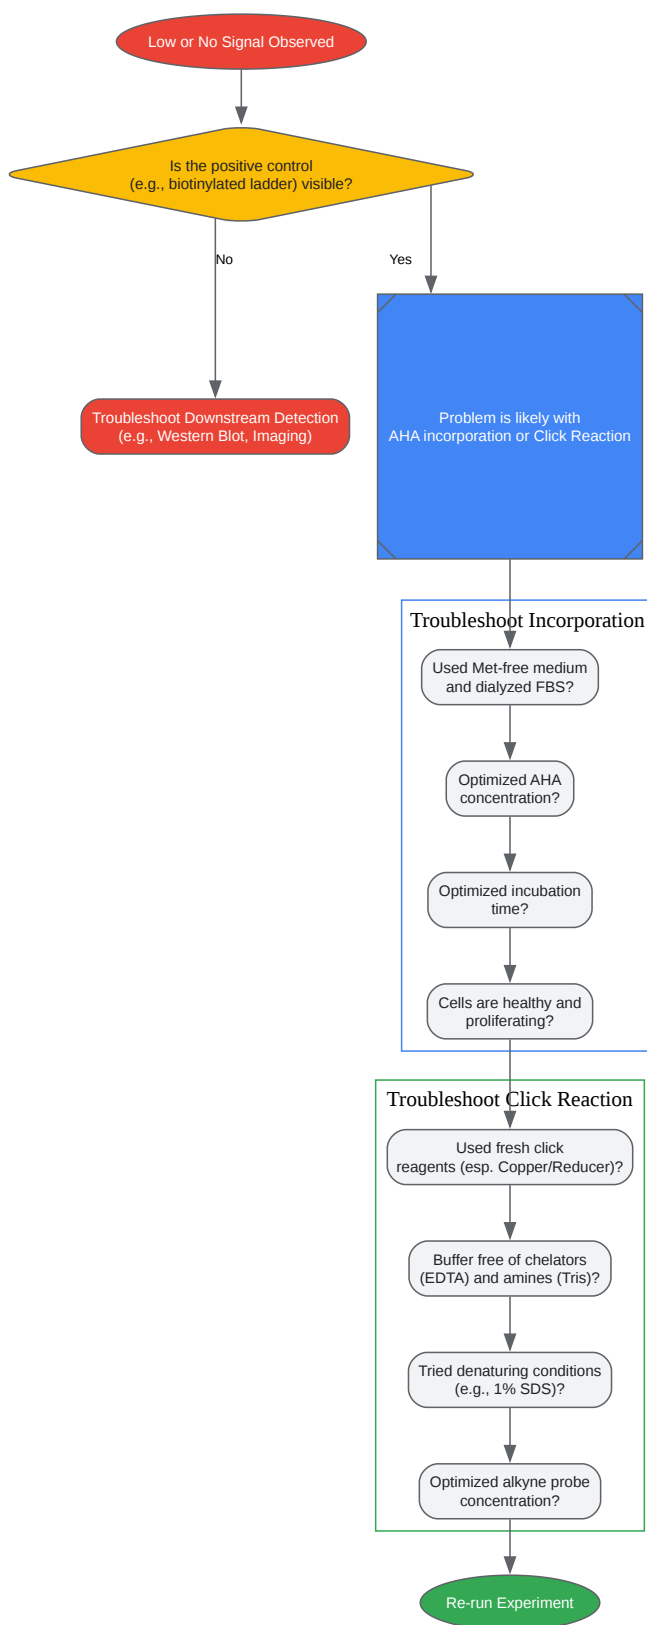 Low or No Signal Observed
Is the positive control
(e.g., biotinylated ladder) visible?
No
Yes
Troubleshoot Downstream Detection
(e.g., Western Blot, Imaging)
Problem is likely with
AHA incorporation or Click Reaction
Troubleshoot Incorporation
Used Met-free medium
and dialyzed FBS?
Optimized AHA
concentration?
Optimized incubation
time?
Cells are healthy and
proliferating?
Troubleshoot Click Reaction
Used fresh click
reagents (esp. Copper/Reducer)?
Buffer free of chelators
(EDTA) and amines (Tris)?
Tried denaturing conditions
(e.g., 1% SDS)?
Optimized alkyne probe
concentration?
Re-run Experiment